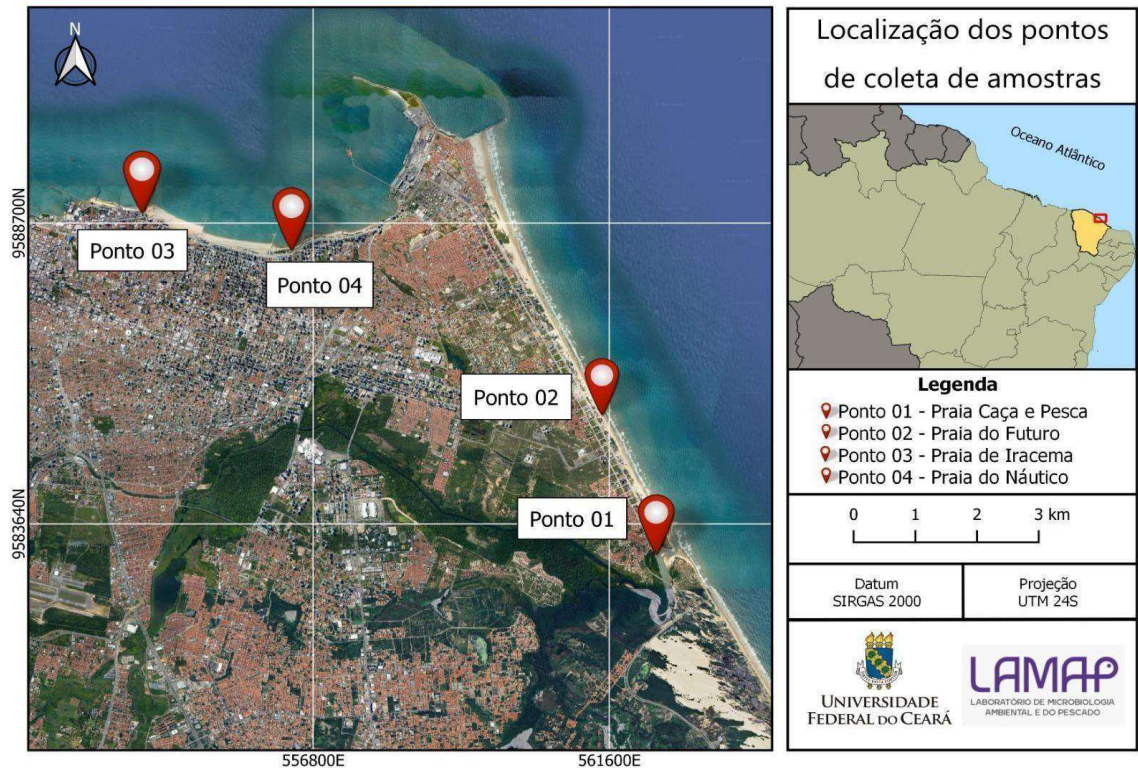 N
Ponto 03
Ponto 04
Ponto 02
Ponto 01
9588700N
9583640N
556800E
561600E
Localização dos pontos
de coleta de amostras
Oceano Atlântico
Legenda
Ponto 01 - Praia Caça e Pesca
Ponto 02 - Praia do Futuro
Ponto 03 - Praia de Iracema
Ponto 04 - Praia do Náutico
0 1 2 3 km
Datum
SIRGAS 2000
Projeção
UTM 24S
UNIVERSIDADE
FEDERAL DO CEARÁ
LAMAP
LABORATÓRIO DE MICROBIOLOGIA
AMBIENTAL E DO PESCADO